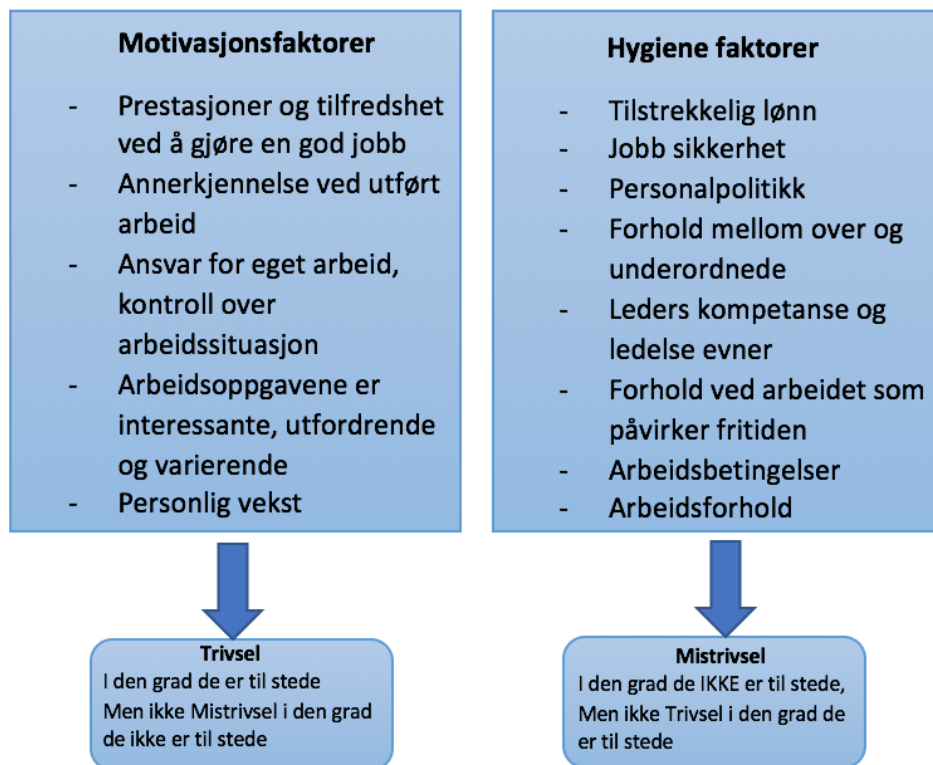 Motivasjonsfaktorer
- Prestasjoner og tilfredshet
ved å gjøre en god jobb
- Annerkjennelse ved utført
arbeid
- Ansvar for eget arbeid,
kontroll over
arbeidssituasjon
- Arbeidsoppgavene er
interessante, utfordrende
og varierende
- Personlig vekst
Hygiene faktorer
- Tilstrekkelig lønn
- Jobb sikkerhet
- Personalpolitikk
- Forhold mellom over og
underordnede
- Leders kompetanse og
ledelse evner
- Forhold ved arbeidet som
påvirker fritiden
- Arbeidsbetingelser
- Arbeidsforhold
Trivsel
I den grad de er til stede
Men ikke Mistrivsel i den grad
de ikke er til stede
Mistrivsel
I den grad de IKKE er til stede,
Men ikke Trivsel i den grad de
er til stede